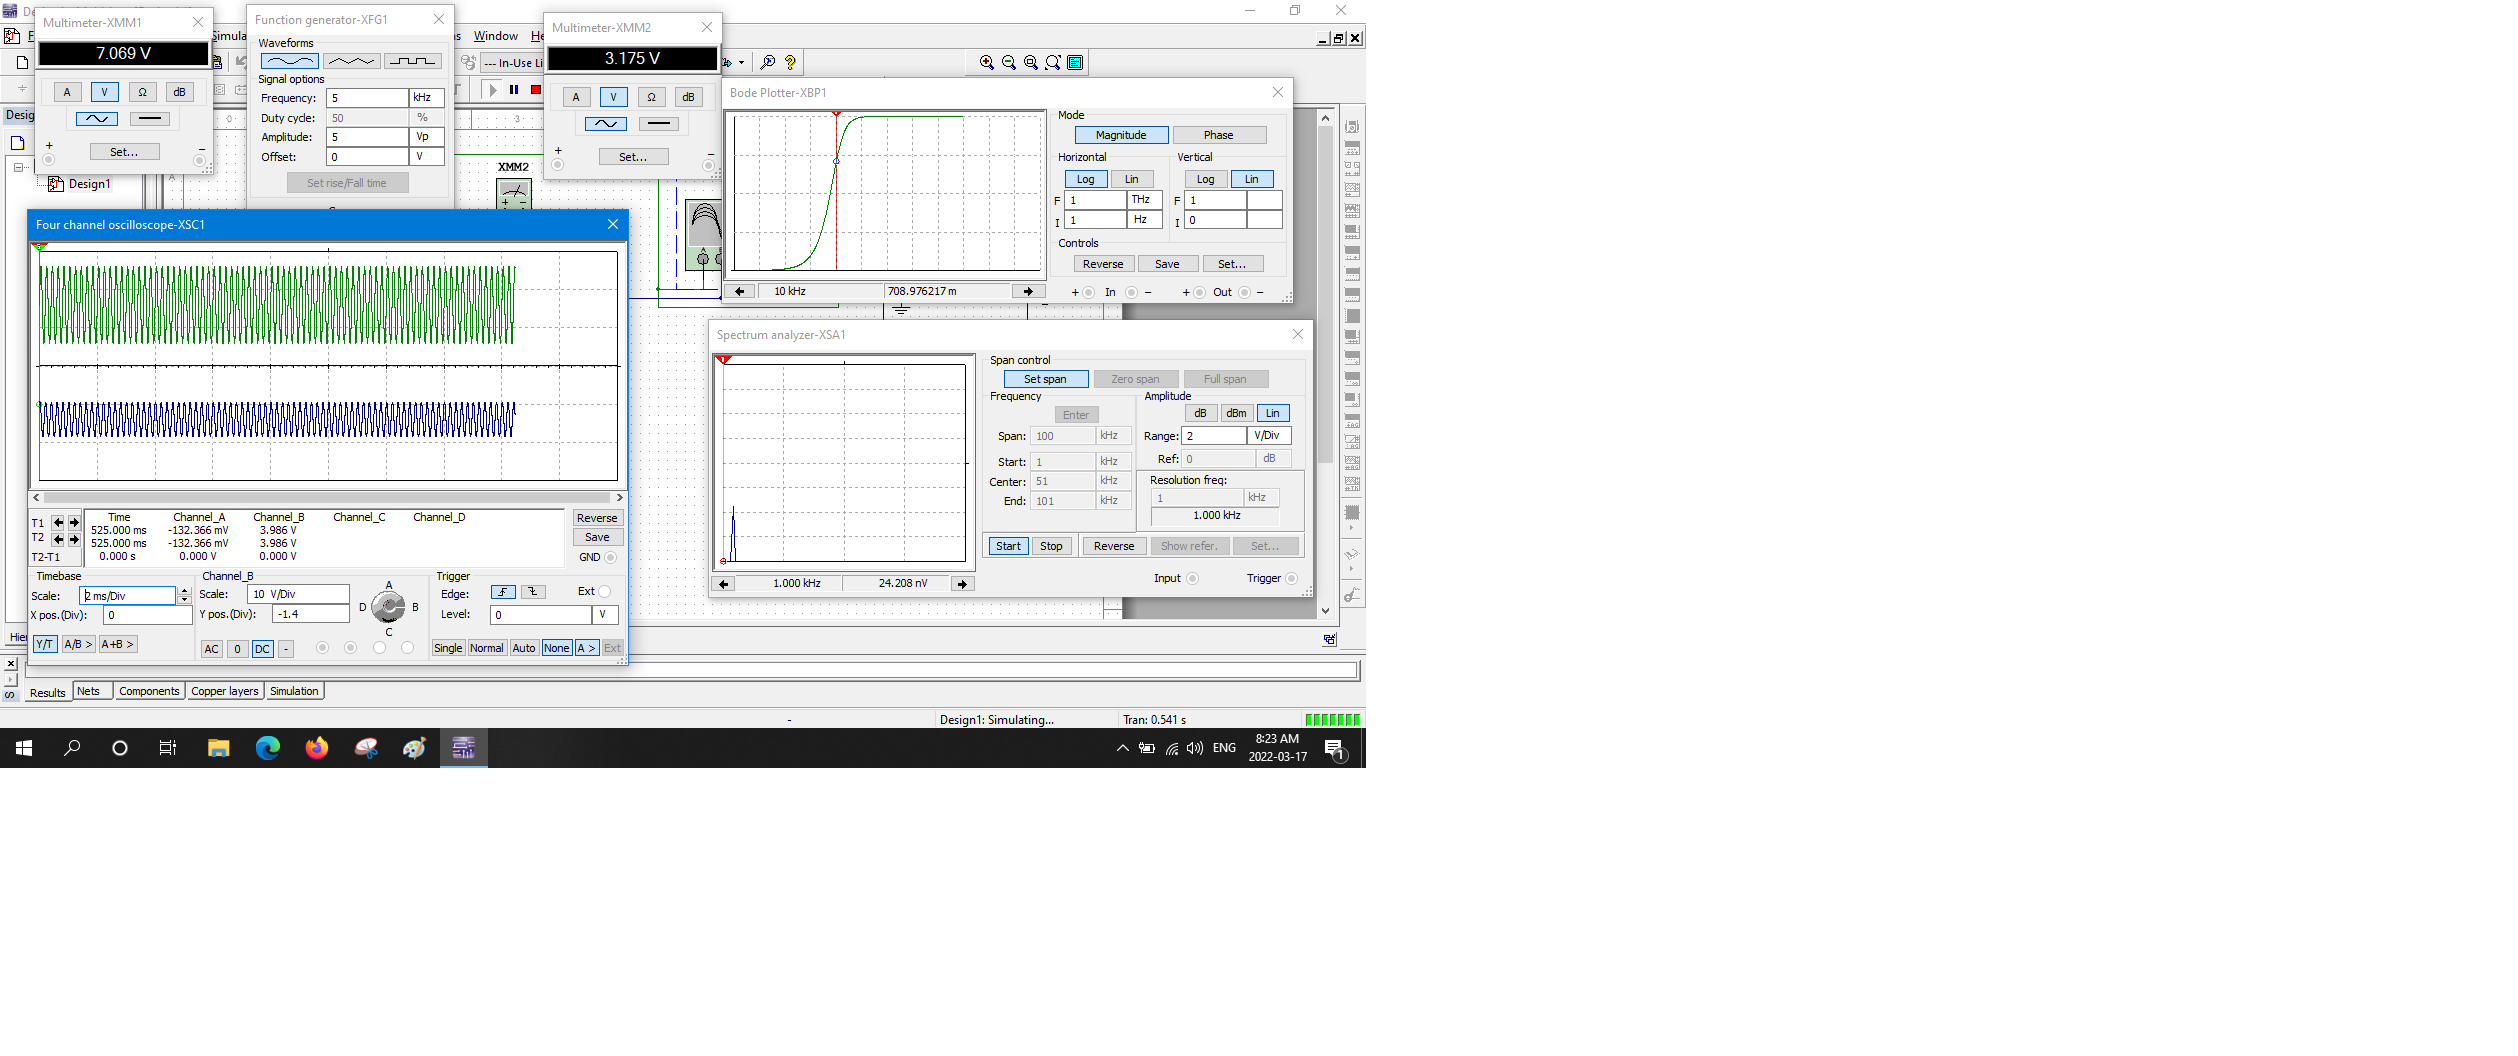 Multimeter-XMM1
7.069 V
A V Ω dB
+ Set... −
Function generator-XFG1
Waveforms
Signal options
Frequency: 5 kHz
Duty cycle: 50 %
Amplitude: 5 Vp
Offset: 0 V
Set rise/Fall time
Window
Multimeter-XMM2
3.175 V
A V Ω dB
+ Set... −
--- In-Use Li
Simula
Desig
Design1
XMM2
Bode Plotter-XBP1
Mode
Magnitude Phase
Horizontal Vertical
Log Lin Log Lin
F 1 THz F 1
I 1 Hz I 0
Controls
Reverse Save Set...
10 kHz 708.976217 m
+ In − + Out −
Four channel oscilloscope-XSC1
Time Channel_A Channel_B Channel_C Channel_D
T1 525.000 ms -132.366 mV 3.986 V
T2 525.000 ms -132.366 mV 3.986 V
T2-T1 0.000 s 0.000 V 0.000 V
Reverse
Save
GND
Timebase
Scale: 2 ms/Div
X pos.(Div): 0
Y/T A/B > A+B >
Channel_B
Scale: 10 V/Div
Y pos.(Div): -1.4
AC 0 DC -
A
D B
C
Trigger
Edge: Ext
Level: 0 V
Single Normal Auto None A > Ext
Spectrum analyzer-XSA1
Span control
Set span Zero span Full span
Frequency
Enter
Span: 100 kHz
Start: 1 kHz
Center: 51 kHz
End: 101 kHz
Amplitude
dB dBm Lin
Range: 2 V/Div
Ref: 0 dB
Resolution freq:
1 kHz
1.000 kHz
Start Stop Reverse Show refer. Set...
1.000 kHz 24.208 nV
Input Trigger
Hier
Results Nets Components Copper layers Simulation
- Design1: Simulating... Tran: 0.541 s
ENG
8:23 AM
2022-03-17
1